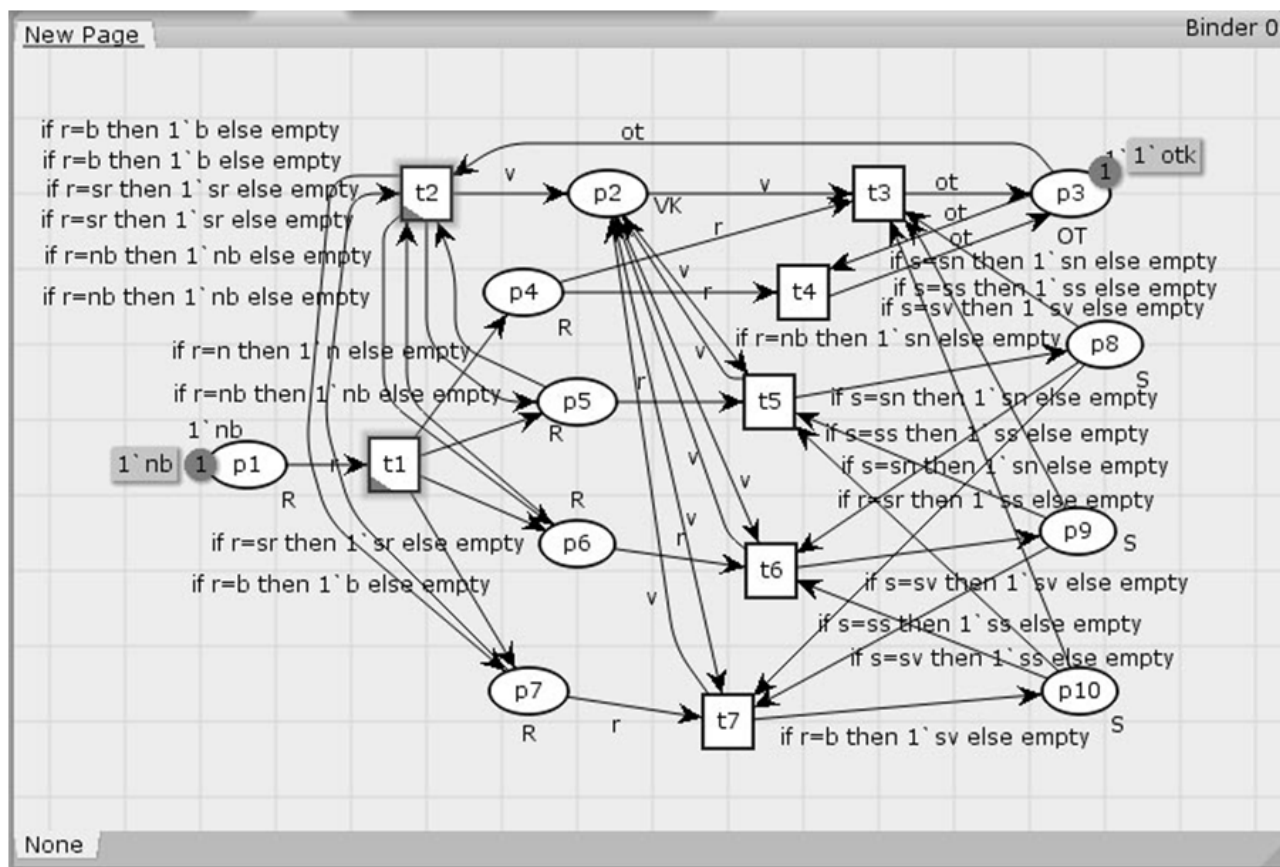 New Page
Binder 0
if r=b then 1`b else empty
if r=b then 1`b else empty
if r=sr then 1`sr else empty
if r=sr then 1`sr else empty
if r=nb then 1`nb else empty
if r=nb then 1`nb else empty
ot
t2
v
p2
VK
v
t3
ot
p3
1
1`otk
OT
ot
ot
r
p4
R
r
t4
v
v
if s=sn then 1`sn else empty
if s=ss then 1`ss else empty
if s=sv then 1`sv else empty
if r=nb then 1`sn else empty
p8
S
if r=n then 1`n else empty
if r=nb then 1`nb else empty
p5
R
r
t5
if s=sn then 1`sn else empty
if s=ss then 1`ss else empty
if s=sn then 1`sn else empty
if r=sr then 1`ss else empty
1`nb
1`nb
1
p1
R
r
t1
v
v
v
r
v
R
p6
t6
p9
S
if r=sr then 1`sr else empty
if r=b then 1`b else empty
if s=sv then 1`sv else empty
if s=ss then 1`ss else empty
if s=sv then 1`ss else empty
p7
R
r
t7
p10
S
if r=b then 1`sv else empty
None